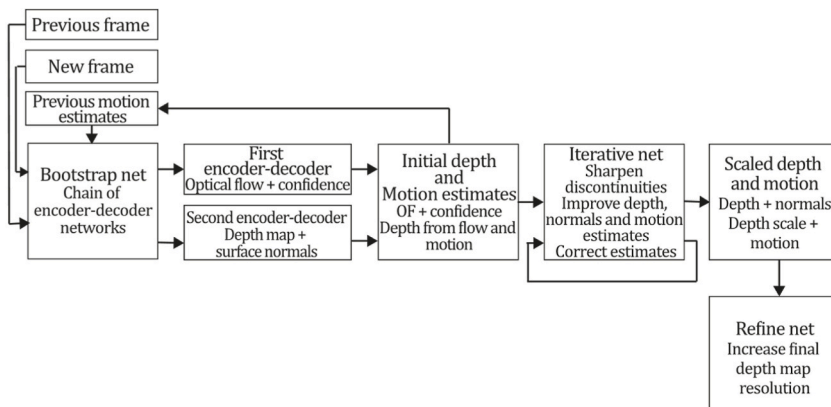 Previous frame
New frame
Previous motion
estimates
Bootstrap net
Chain of
encoder-decoder
networks
First
encoder-decoder
Optical flow + confidence
Second encoder-decoder
Depth map +
surface normals
Initial depth
and
Motion estimates
OF + confidence
Depth from flow and
motion
Iterative net
Sharpen
discontinuities
Improve depth,
normals and motion
estimates
Correct estimates
Scaled depth
and motion
Depth + normals
Depth scale +
motion
Refine net
Increase final
depth map
resolution